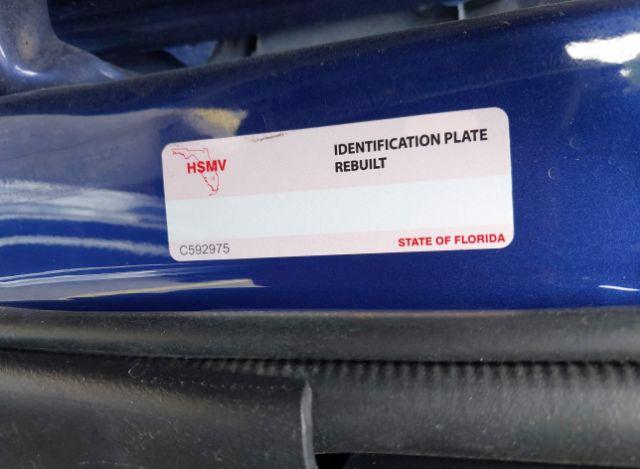 HSMV
IDENTIFICATION PLATE
REBUILT
C592975
STATE OF FLORIDA